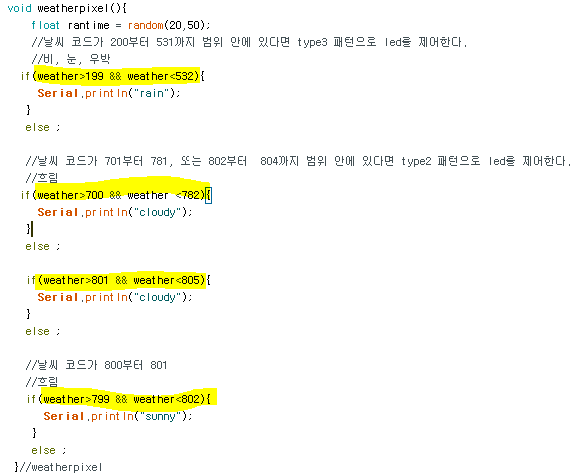 void weatherpixel(){
float rantime = random(20,50);
//날씨 코드가 200부터 531까지 범위 안에 있다면 type3 패턴으로 led을 제어한다.
//비, 눈, 우박
if(weather>199 && weather<532){
Serial.println("rain");
}
else ;
//날씨 코드가 701부터 781, 또는 802부터  804까지 범위 안에 있다면 type2 패턴으로 led을 제어한다.
//흐림
if(weather>700 && weather <782){
Serial.println("cloudy");
}
else ;
if(weather>801 && weather<805){
Serial.println("cloudy");
}
else ;
//날씨 코드가 800부터 801
//흐림
if(weather>799 && weather<802){
Serial.println("sunny");
}
else ;
}//weatherpixel